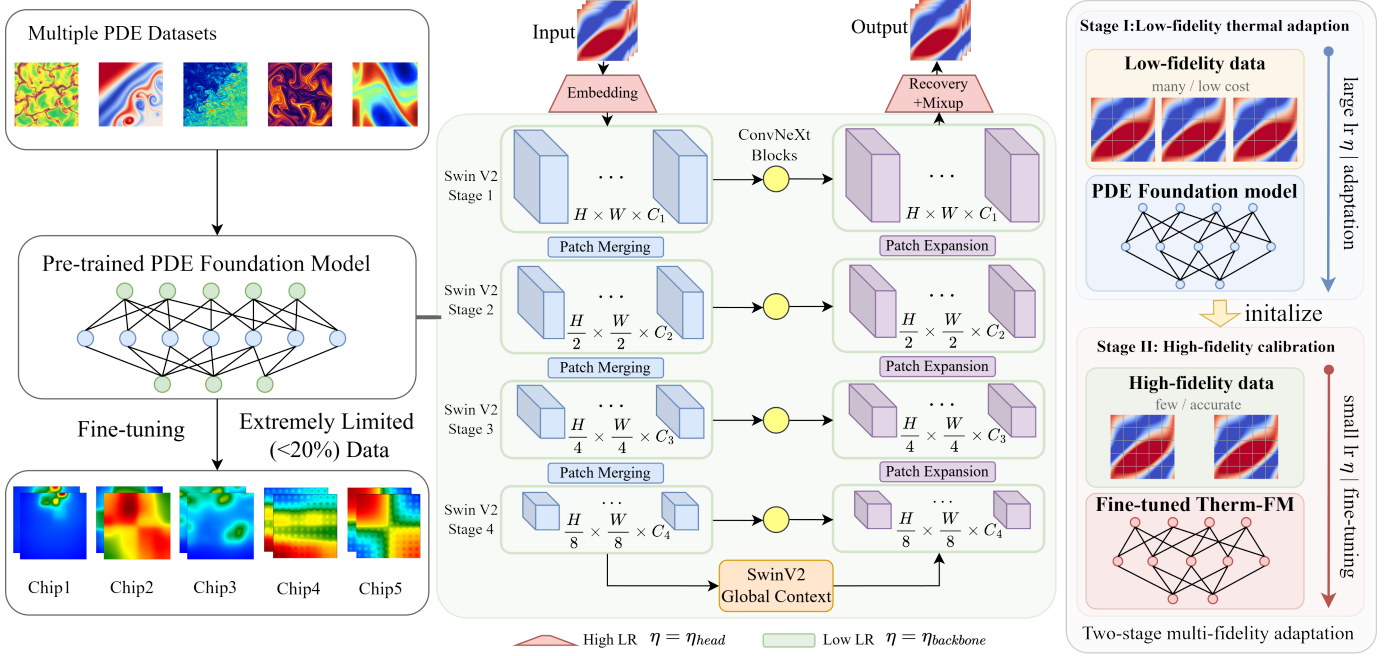 Multiple PDE Datasets
Pre-trained PDE Foundation Model
Fine-tuning
Extremely Limited
(<20%) Data
Chip1
Chip2
Chip3
Chip4
Chip5
Input
Output
Embedding
Recovery
+Mixup
Swin V2
Stage 1
H × W × C₁
ConvNeXt
Blocks
H × W × C₁
Patch Merging
Patch Expansion
Swin V2
Stage 2
H/2 × W/2 × C₂
H/2 × W/2 × C₂
Patch Merging
Patch Expansion
Swin V2
Stage 3
H/4 × W/4 × C₃
H/4 × W/4 × C₃
Patch Merging
Patch Expansion
Swin V2
Stage 4
H/8 × W/8 × C₄
H/8 × W/8 × C₄
SwinV2
Global Context
High LR η = η_head
Low LR η = η_backbone
Stage I:Low-fidelity thermal adaption
Low-fidelity data
many / low cost
PDE Foundation model
large lr η | adaptation
initalize
Stage II: High-fidelity calibration
High-fidelity data
few / accurate
Fine-tuned Therm-FM
small lr η | fine-tuning
Two-stage multi-fidelity adaptation